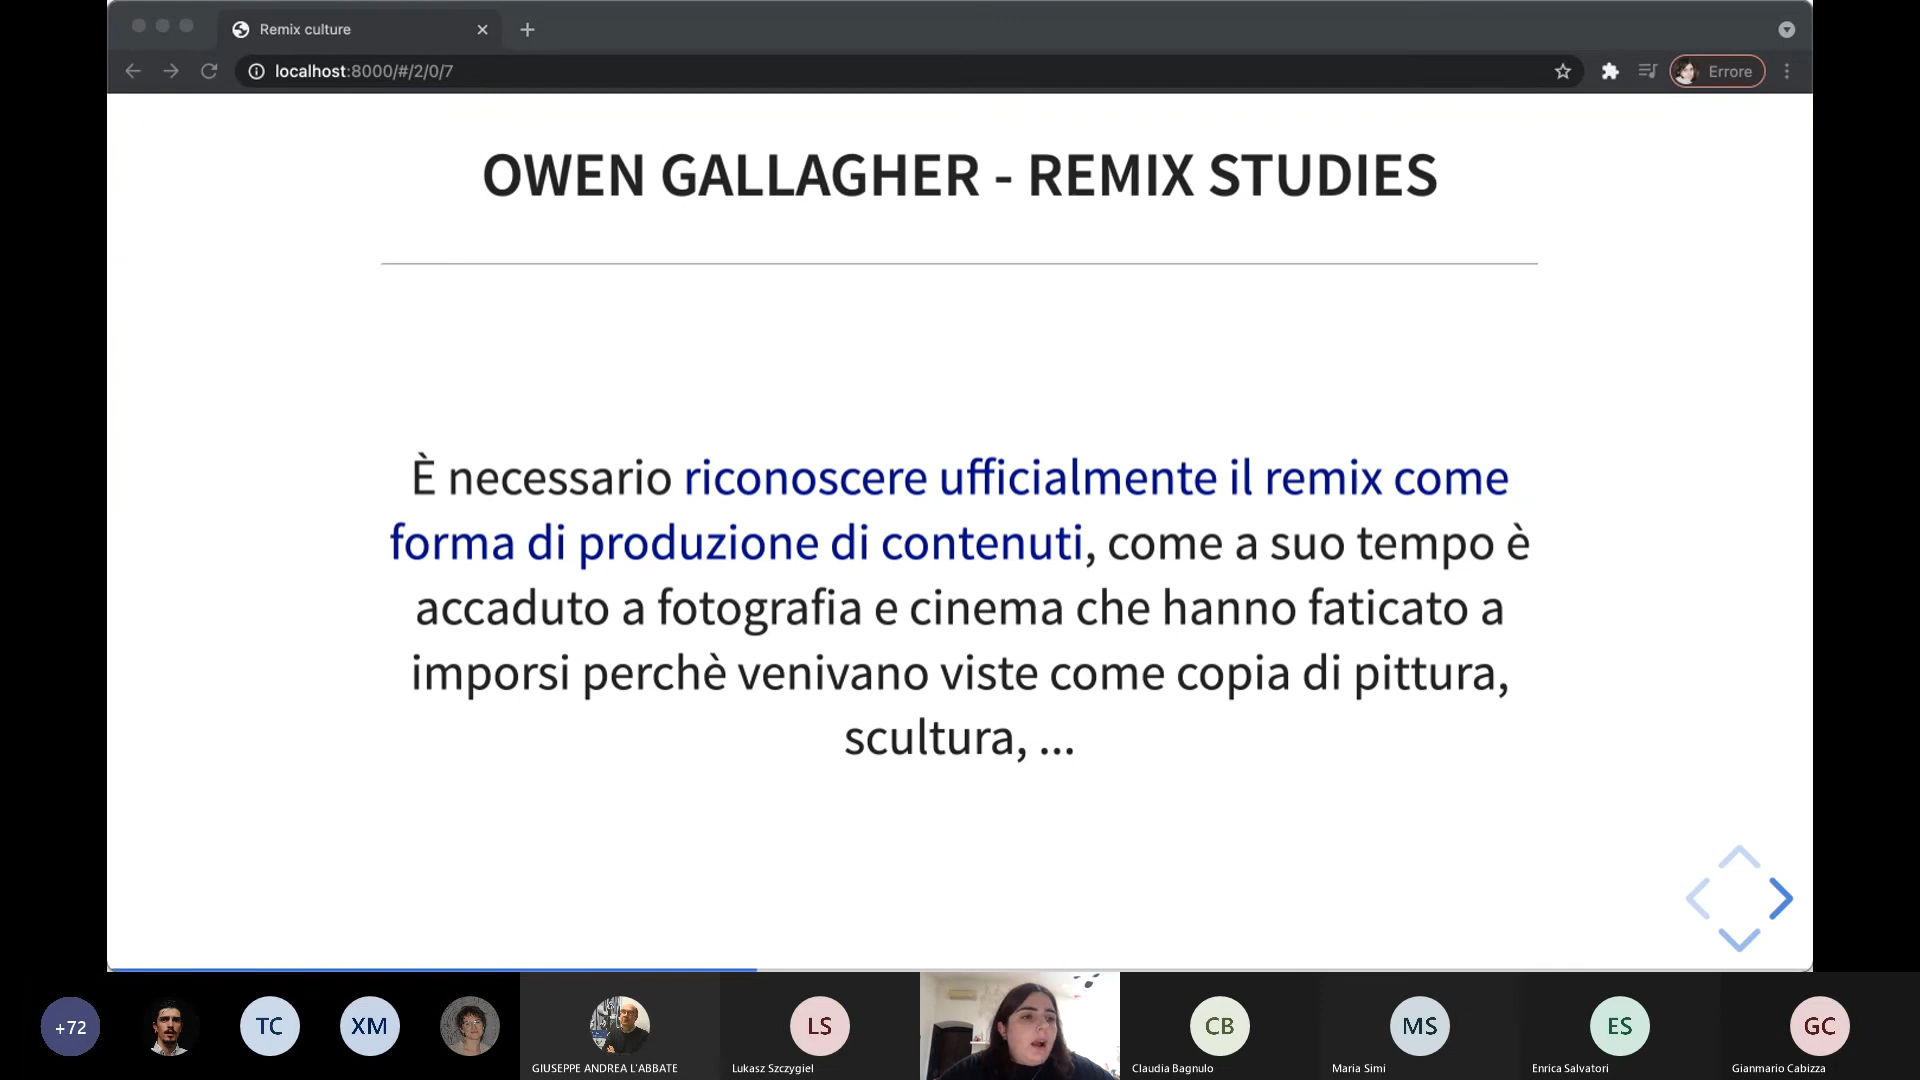 Remix culture
localhost:8000/#/2/0/7
Errore
OWEN GALLAGHER - REMIX STUDIES
È necessario riconoscere ufficialmente il remix come
forma di produzione di contenuti, come a suo tempo è
accaduto a fotografia e cinema che hanno faticato a
imporsi perchè venivano viste come copia di pittura,
scultura, ...
+72
TC
XM
LS
CB
MS
ES
GC
GIUSEPPE ANDREA L'ABBATE
Lukasz Szczygiel
Claudia Bagnulo
Maria Simi
Enrica Salvatori
Gianmario Cabizza